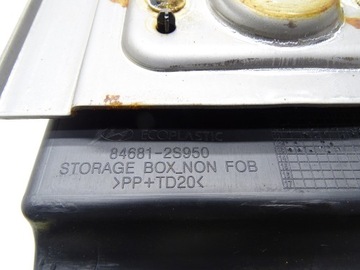 ECOPLASTIC
84681-2S950
STORAGE BOX_NON FOB
>PP+TD20<